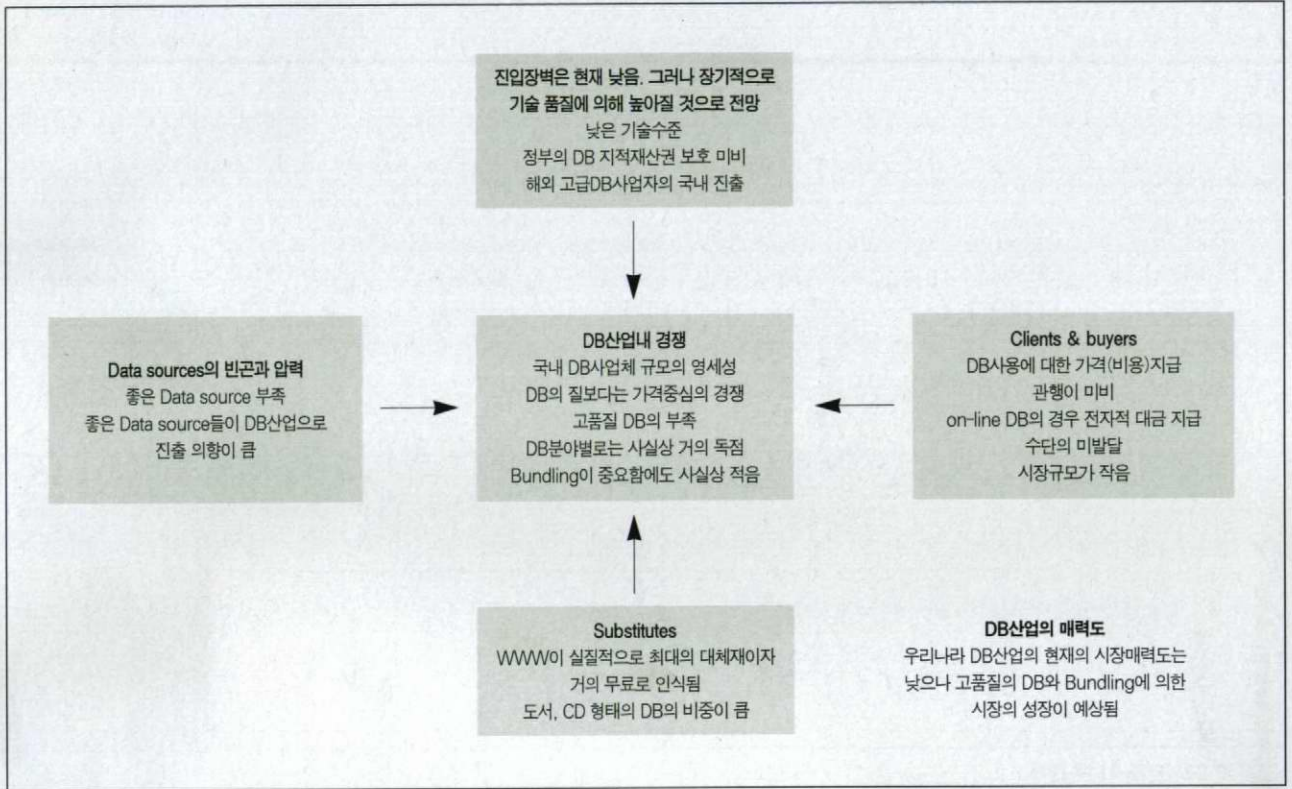 진입장벽은 현재 낮음. 그러나 장기적으로
기술 품질에 의해 높아질 것으로 전망
낮은 기술수준
정부의 DB 지적재산권 보호 미비
해외 고급DB사업자의 국내 진출
Data sources의 빈곤과 압력
좋은 Data source 부족
좋은 Data source들이 DB산업으로
진출 의향이 큼
DB산업내 경쟁
국내 DB사업체 규모의 영세성
DB의 질보다는 가격중심의 경쟁
고품질 DB의 부족
DB분야별로는 사실상 거의 독점
Bundling이 중요함에도 사실상 적음
Clients & buyers
DB사용에 대한 가격(비용)지급
관행이 미비
on-line DB의 경우 전자적 대금 지급
수단의 미발달
시장규모가 작음
Substitutes
WWW이 실질적으로 최대의 대체재이자
거의 무료로 인식됨
도서, CD 형태의 DB의 비중이 큼
DB산업의 매력도
우리나라 DB산업의 현재의 시장매력도는
낮으나 고품질의 DB와 Bundling에 의한
시장의 성장이 예상됨